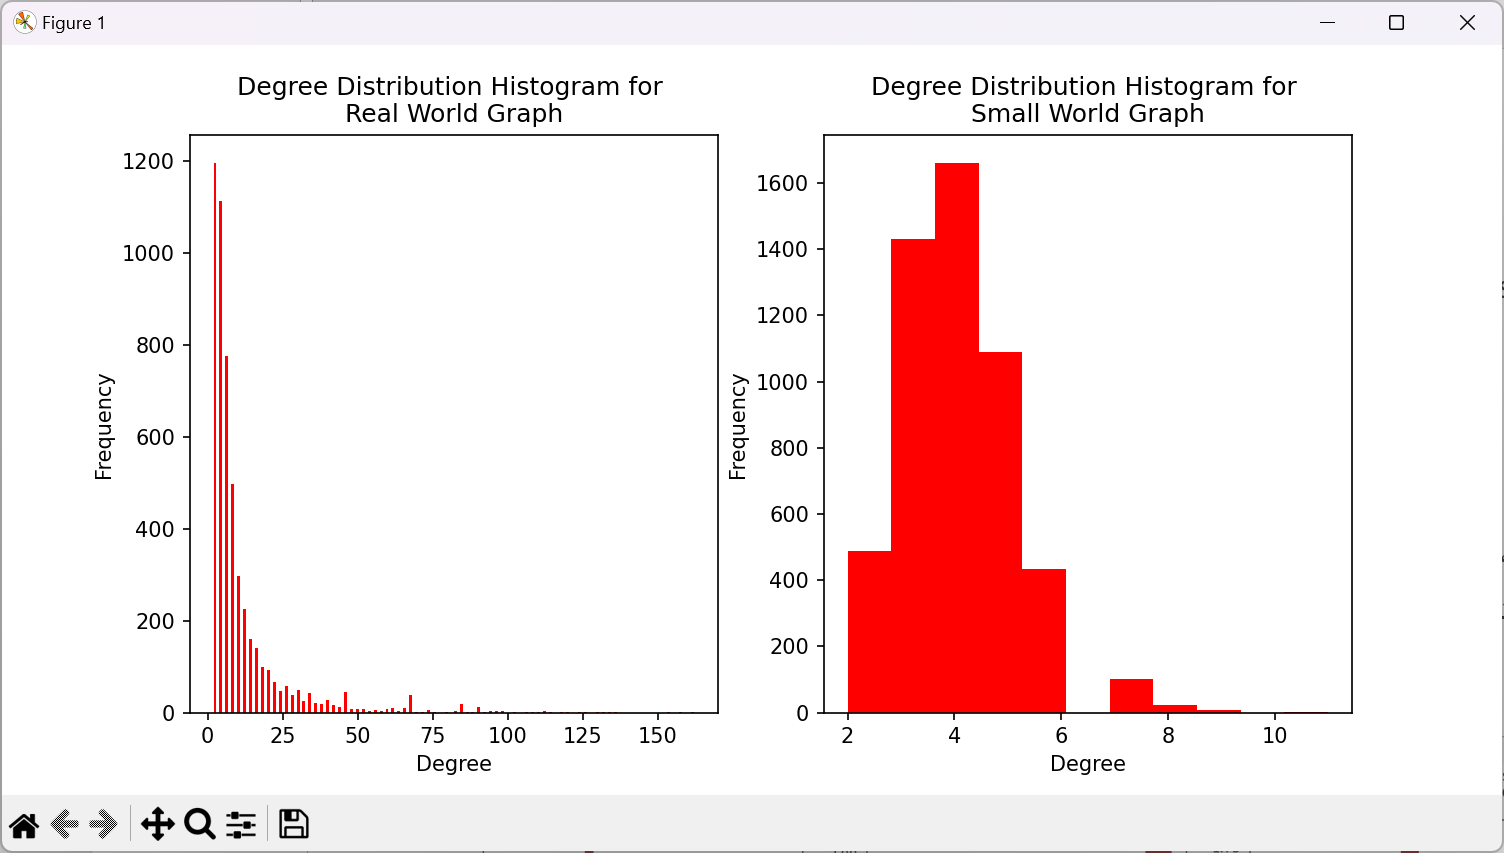 Figure 1
Degree Distribution Histogram for
Real World Graph
1200
1000
800
600
400
200
0
Frequency
0 25 50 75 100 125 150
Degree
Degree Distribution Histogram for
Small World Graph
1600
1400
1200
1000
800
600
400
200
0
Frequency
2 4 6 8 10
Degree